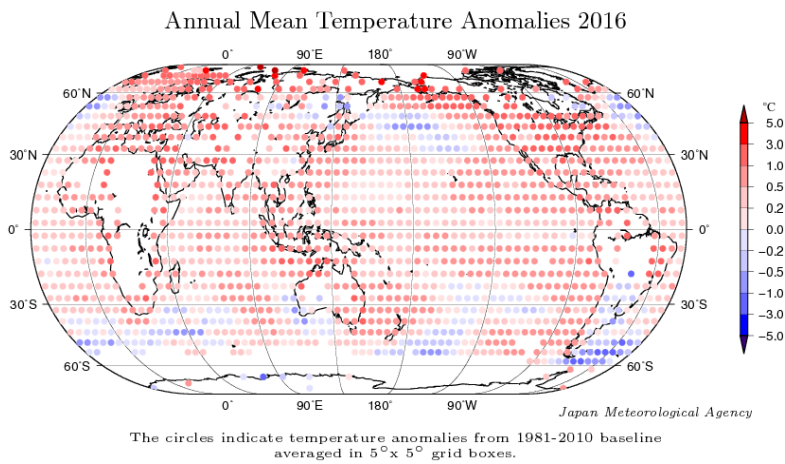 Annual Mean Temperature Anomalies 2016
0° 90°E 180° 90°W
60°N 60°N
30°N 30°N
0° 0°
30°S 30°S
60°S 60°S
0° 90°E 180° 90°W
°C
5.0
3.0
1.0
0.5
0.2
0.0
−0.2
−0.5
−1.0
−3.0
−5.0
Japan Meteorological Agency
The circles indicate temperature anomalies from 1981-2010 baseline
averaged in 5°x 5° grid boxes.